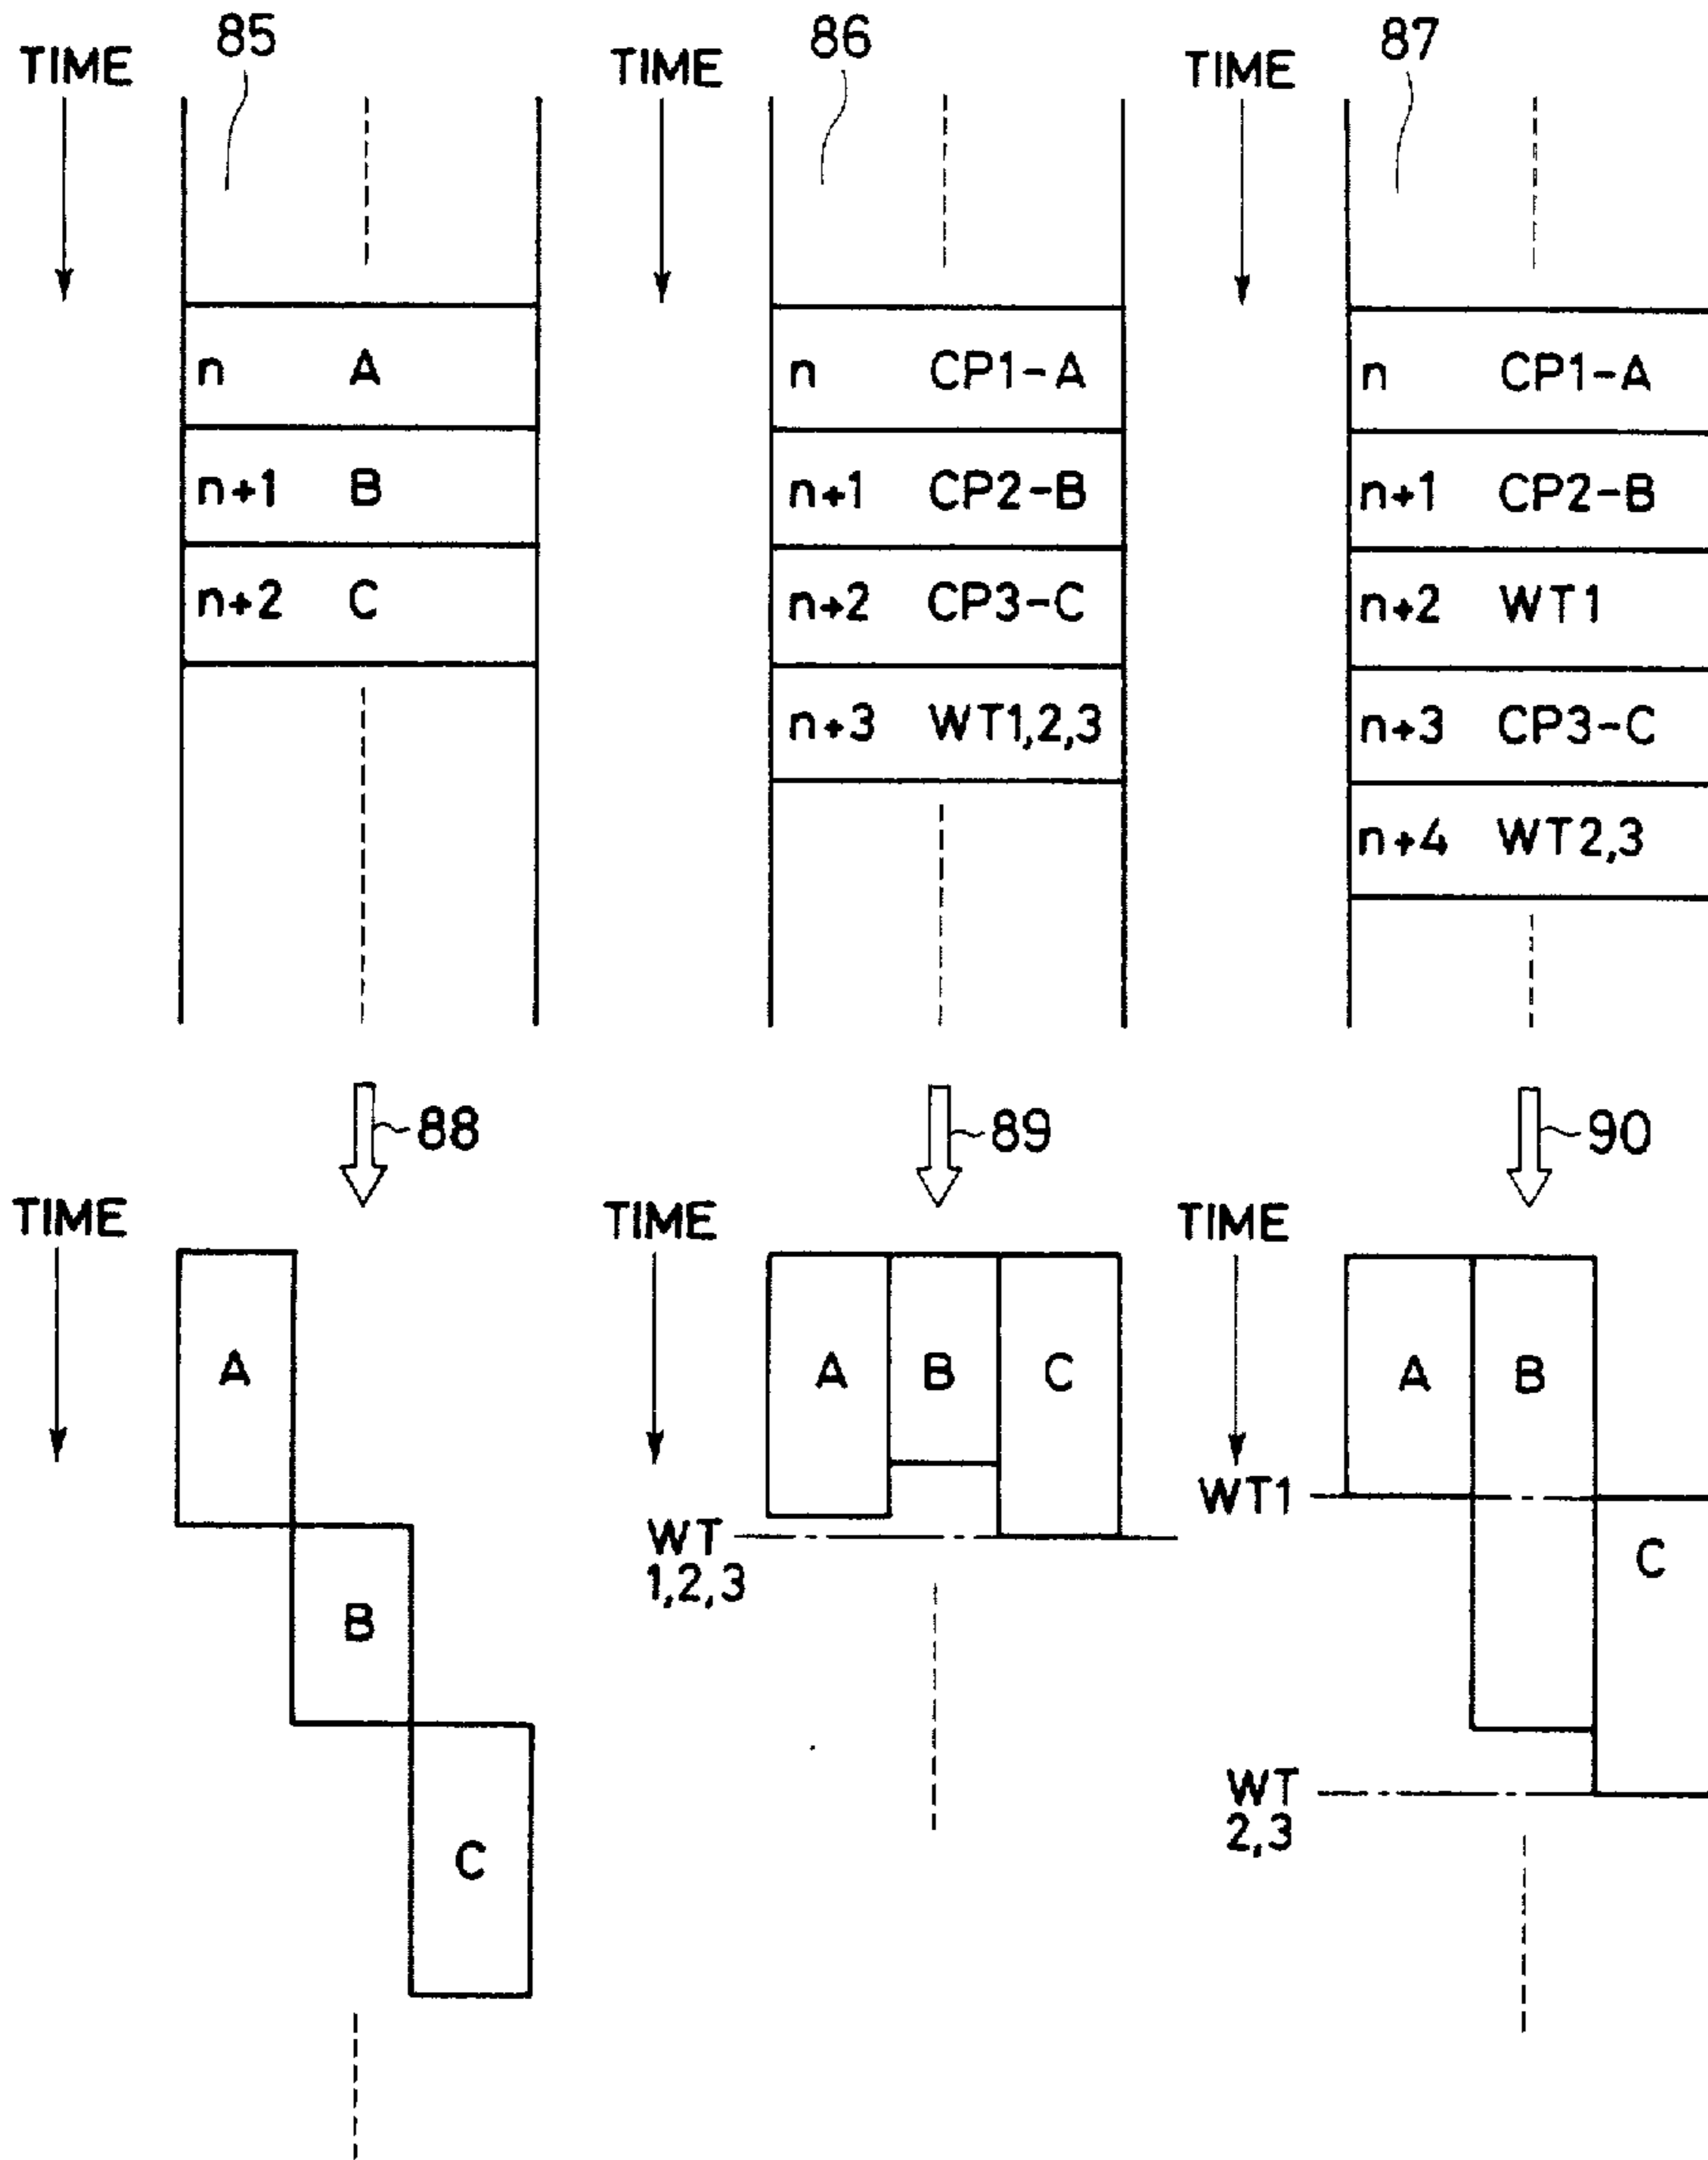 85
86
87
TIME
TIME
TIME
n A
n+1 B
n+2 C
n CP1-A
n+1 CP2-B
n+2 CP3-C
n+3 WT1,2,3
n CP1-A
n+1 CP2-B
n+2 WT1
n+3 CP3-C
n+4 WT2,3
88
89
90
TIME
TIME
TIME
A
B
C
A B C
WT
1,2,3
A B
WT1
C
WT
2,3